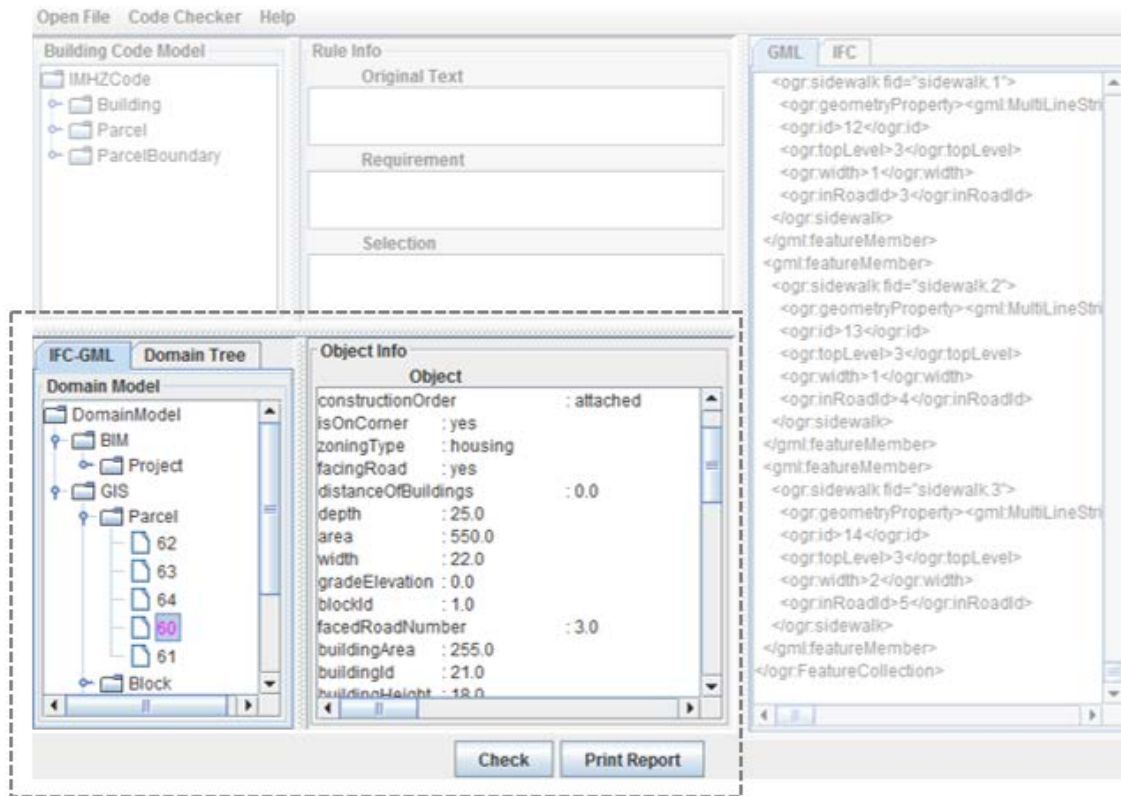 Open File Code Checker Help
Building Code Model
IMHZCode
Building
Parcel
ParcelBoundary
Rule Info
Original Text
Requirement
Selection
GML IFC
<ogr:sidewalk fid="sidewalk.1">
<ogr:geometryProperty><gml:MultiLineStri
<ogr:id>12</ogr:id>
<ogr:topLevel>3</ogr:topLevel>
<ogr:width>1</ogr:width>
<ogr:inRoadId>3</ogr:inRoadId>
</ogr:sidewalk>
</gml:featureMember>
<gml:featureMember>
<ogr:sidewalk fid="sidewalk.2">
<ogr:geometryProperty><gml:MultiLineStri
<ogr:id>13</ogr:id>
<ogr:topLevel>3</ogr:topLevel>
<ogr:width>1</ogr:width>
<ogr:inRoadId>4</ogr:inRoadId>
</ogr:sidewalk>
</gml:featureMember>
<gml:featureMember>
<ogr:sidewalk fid="sidewalk.3">
<ogr:geometryProperty><gml:MultiLineStri
<ogr:id>14</ogr:id>
<ogr:topLevel>3</ogr:topLevel>
<ogr:width>2</ogr:width>
<ogr:inRoadId>5</ogr:inRoadId>
</ogr:sidewalk>
</gml:featureMember>
</ogr:FeatureCollection>
IFC-GML Domain Tree
Domain Model
DomainModel
BIM
Project
GIS
Parcel
62
63
64
60
61
Block
Object Info
Object
constructionOrder : attached
isOnCorner : yes
zoningType : housing
facingRoad : yes
distanceOfBuildings : 0.0
depth : 25.0
area : 550.0
width : 22.0
gradeElevation : 0.0
blockId : 1.0
facedRoadNumber : 3.0
buildingArea : 255.0
buildingId : 21.0
buildingHeight : 18.0
Check Print Report